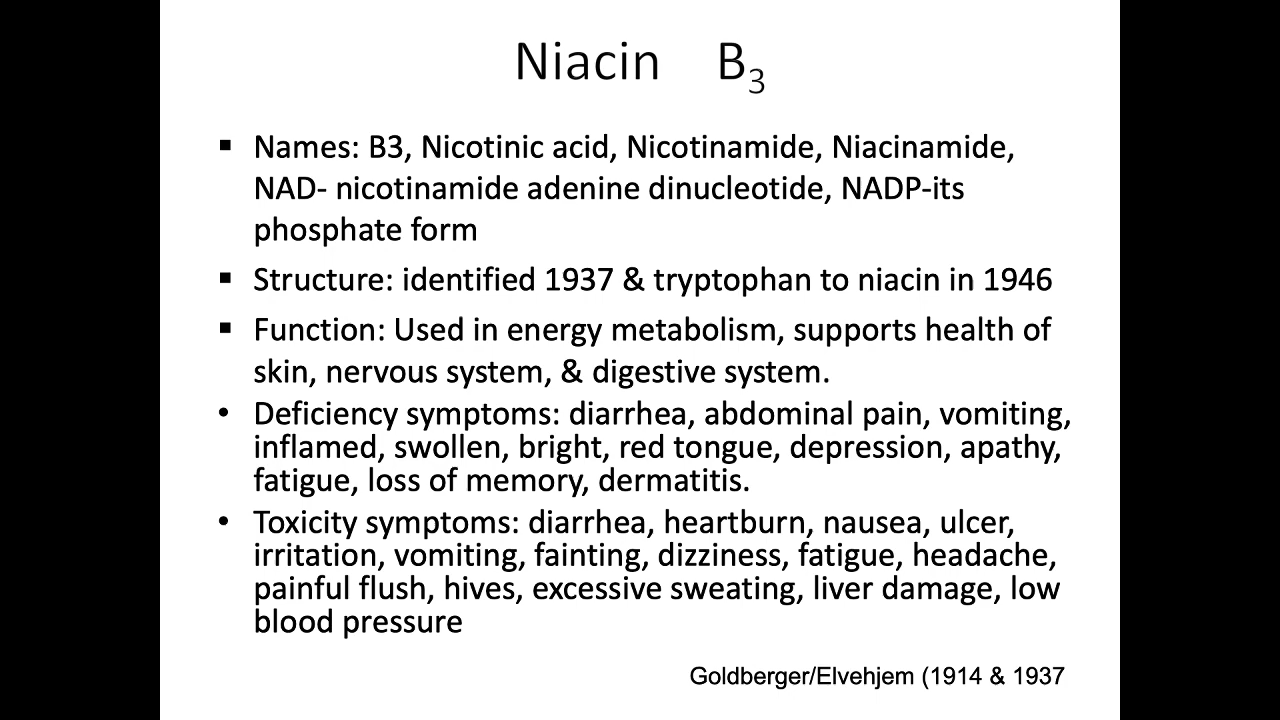 Niacin B3
▪ Names: B3, Nicotinic acid, Nicotinamide, Niacinamide,
NAD- nicotinamide adenine dinucleotide, NADP-its
phosphate form
▪ Structure: identified 1937 & tryptophan to niacin in 1946
▪ Function: Used in energy metabolism, supports health of
skin, nervous system, & digestive system.
• Deficiency symptoms: diarrhea, abdominal pain, vomiting,
inflamed, swollen, bright, red tongue, depression, apathy,
fatigue, loss of memory, dermatitis.
• Toxicity symptoms: diarrhea, heartburn, nausea, ulcer,
irritation, vomiting, fainting, dizziness, fatigue, headache,
painful flush, hives, excessive sweating, liver damage, low
blood pressure
Goldberger/Elvehjem (1914 & 1937